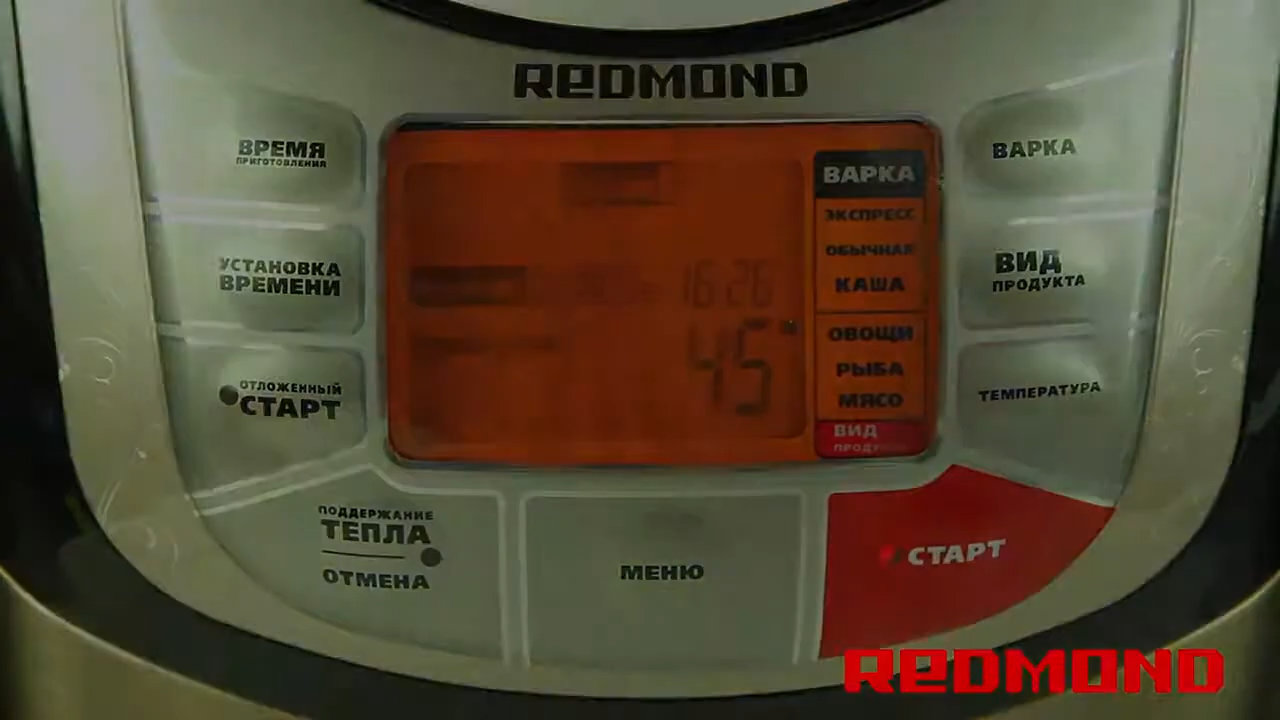 REDMOND
ВРЕМЯ
ПРИГОТОВЛЕНИЯ
УСТАНОВКА
ВРЕМЕНИ
ОТЛОЖЕННЫЙ
СТАРТ
16 26
45
ВАРКА
ЭКСПРЕСС
ОБЫЧНАЯ
КАША
ОВОЩИ
РЫБА
МЯСО
ВИД
ВАРКА
ВИД
ПРОДУКТА
ТЕМПЕРАТУРА
ПОДДЕРЖАНИЕ
ТЕПЛА
ОТМЕНА
МЕНЮ
СТАРТ
REDMOND